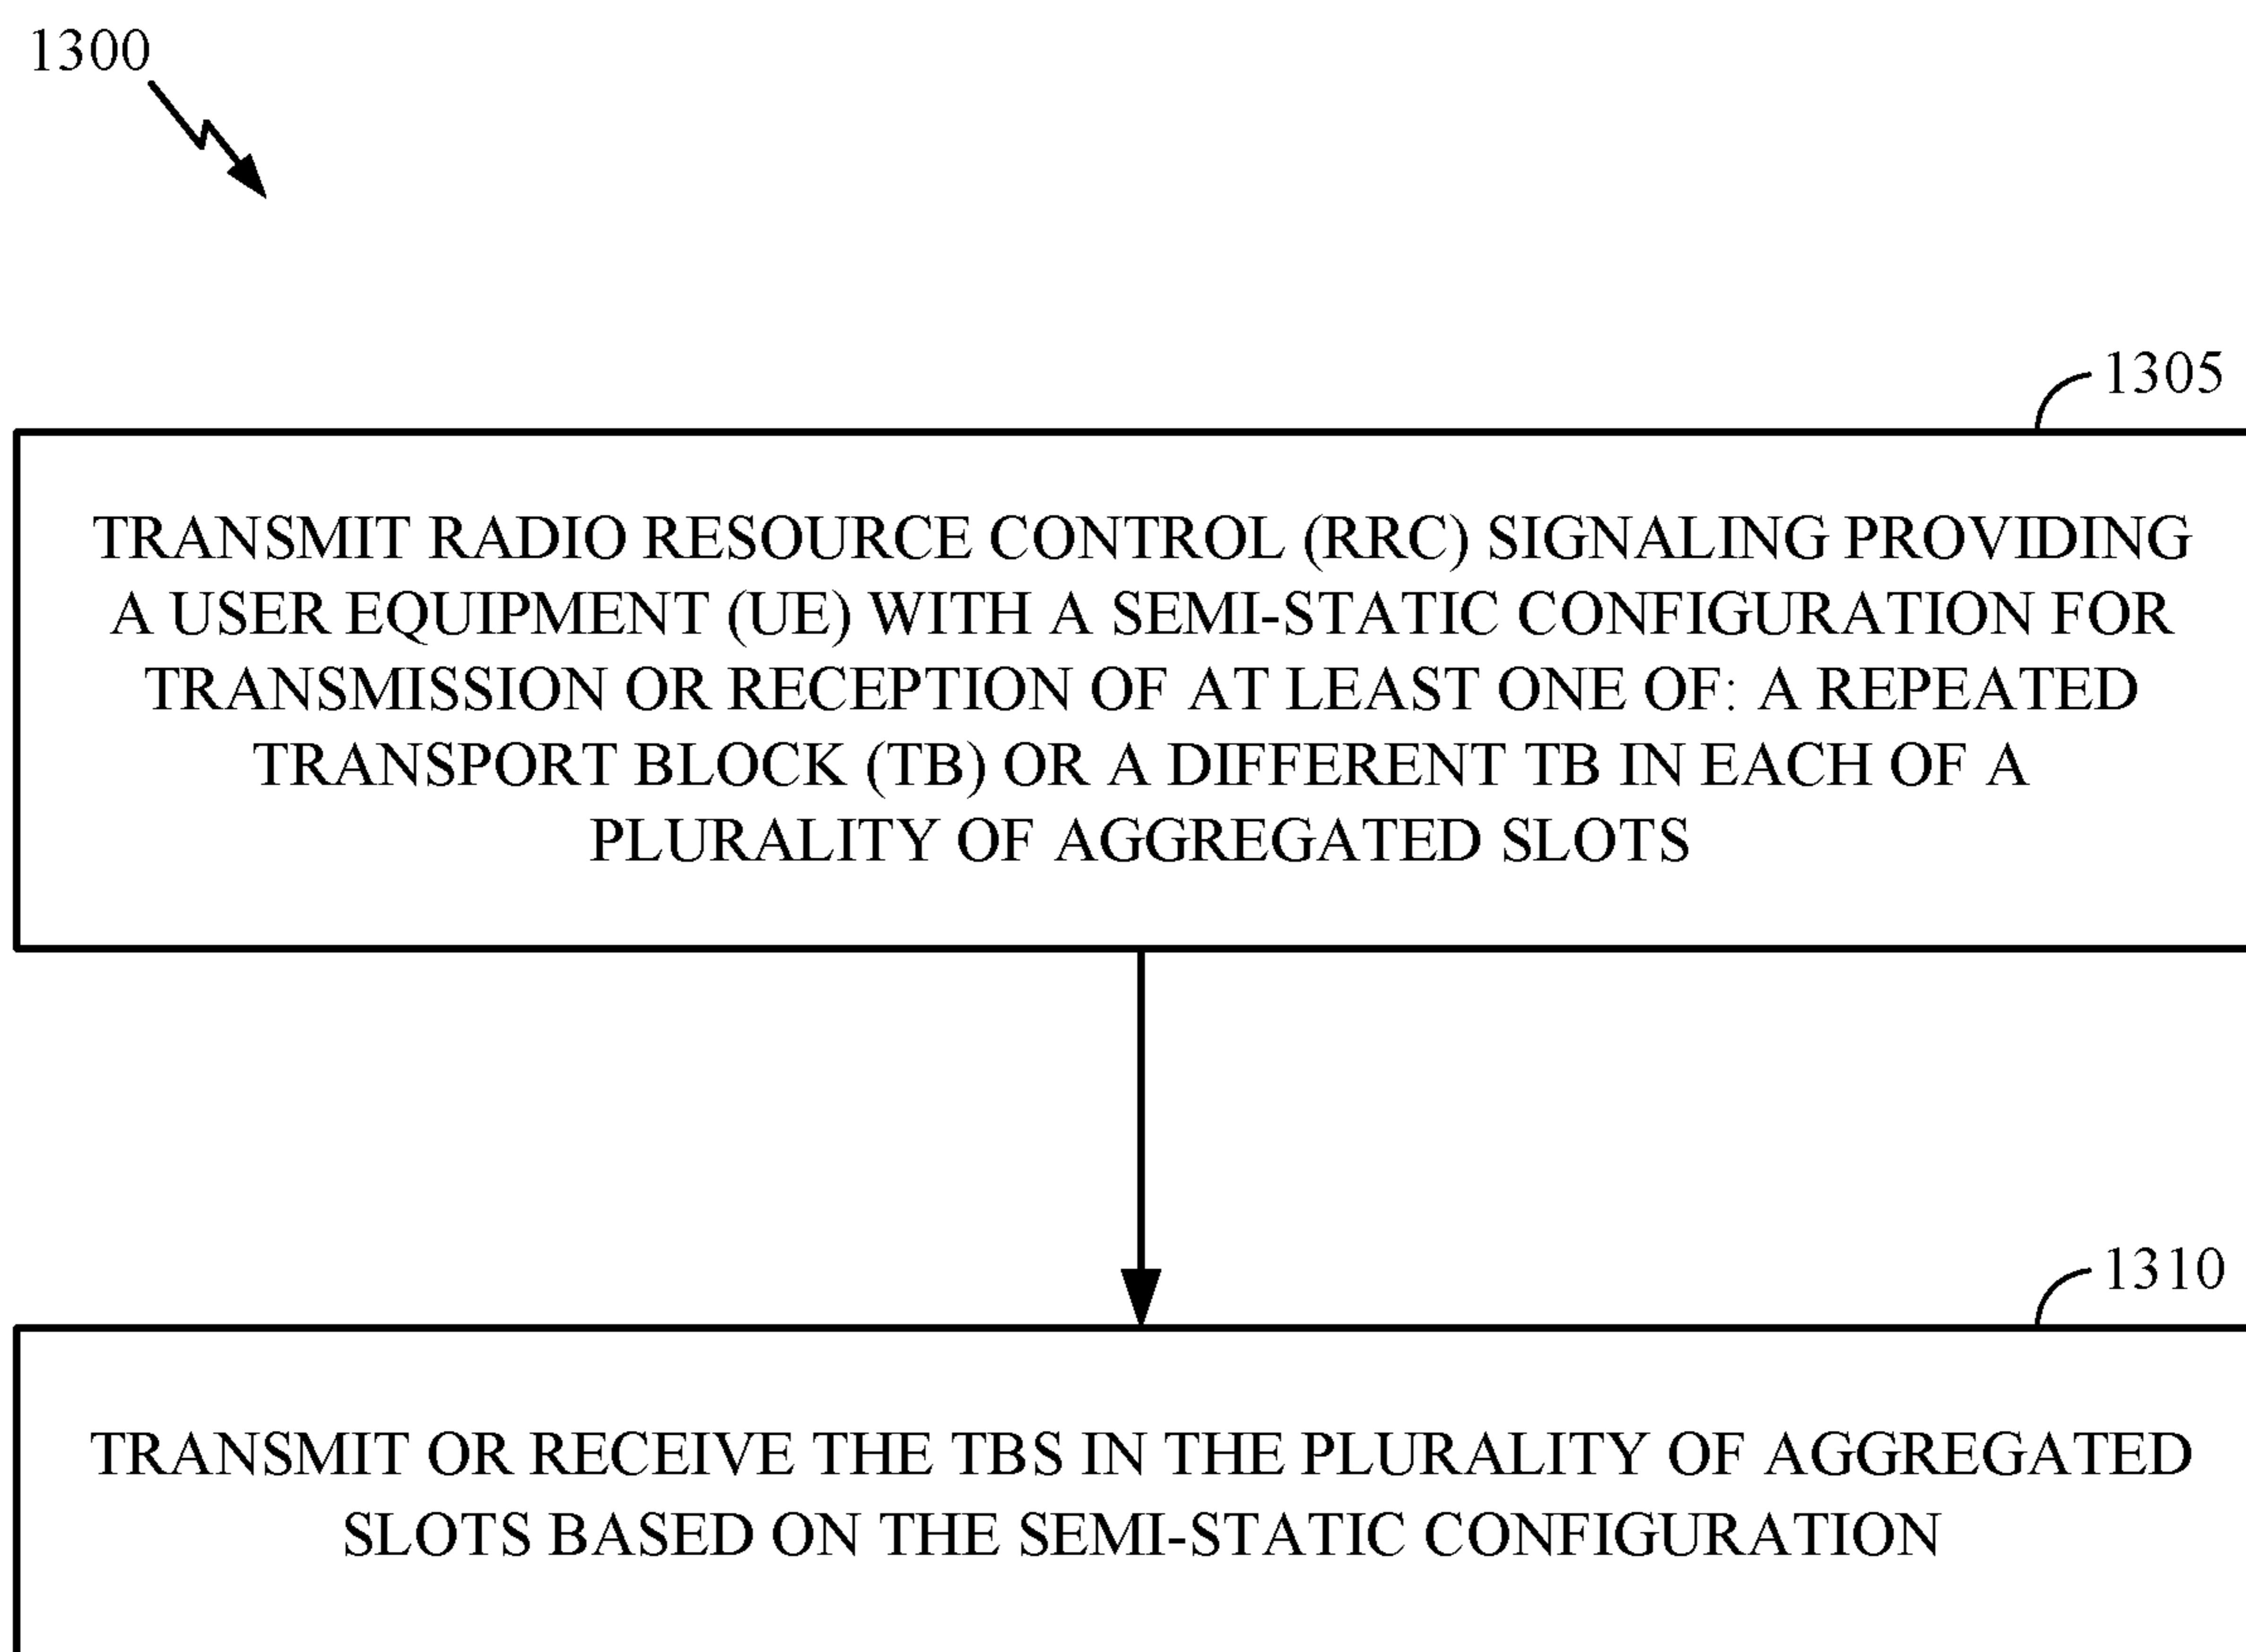 1300
1305
TRANSMIT RADIO RESOURCE CONTROL (RRC) SIGNALING PROVIDING
A USER EQUIPMENT (UE) WITH A SEMI-STATIC CONFIGURATION FOR
TRANSMISSION OR RECEPTION OF AT LEAST ONE OF: A REPEATED
TRANSPORT BLOCK (TB) OR A DIFFERENT TB IN EACH OF A
PLURALITY OF AGGREGATED SLOTS
1310
TRANSMIT OR RECEIVE THE TBS IN THE PLURALITY OF AGGREGATED
SLOTS BASED ON THE SEMI-STATIC CONFIGURATION